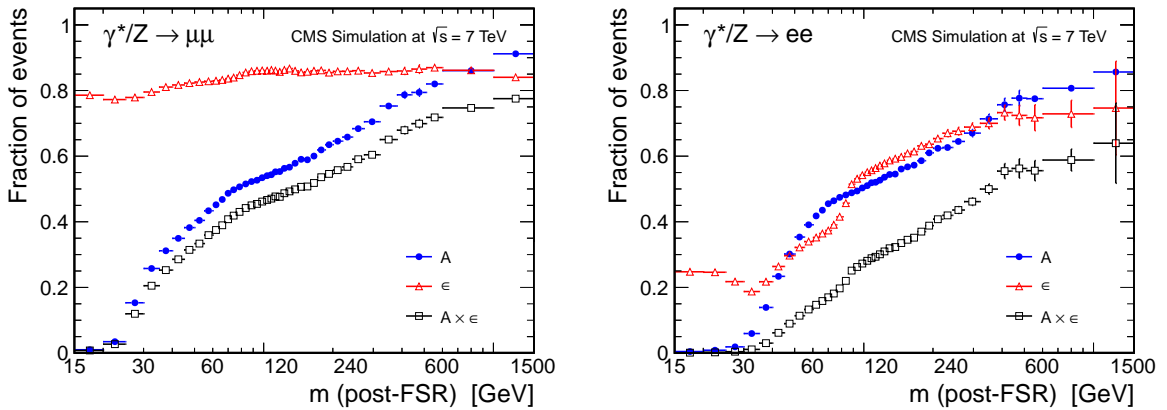 γ*/Z → μμ
CMS Simulation at √s = 7 TeV
Fraction of events
1
0.8
0.6
0.4
0.2
0
A
ϵ
A × ϵ
15 30 60 120 240 1500
m (post-FSR) [GeV]
γ*/Z → ee
CMS Simulation at √s = 7 TeV
Fraction of events
1
0.8
0.6
0.4
0.2
0
A
ϵ
A × ϵ
15 30 60 120 240 1500
m (post-FSR) [GeV]